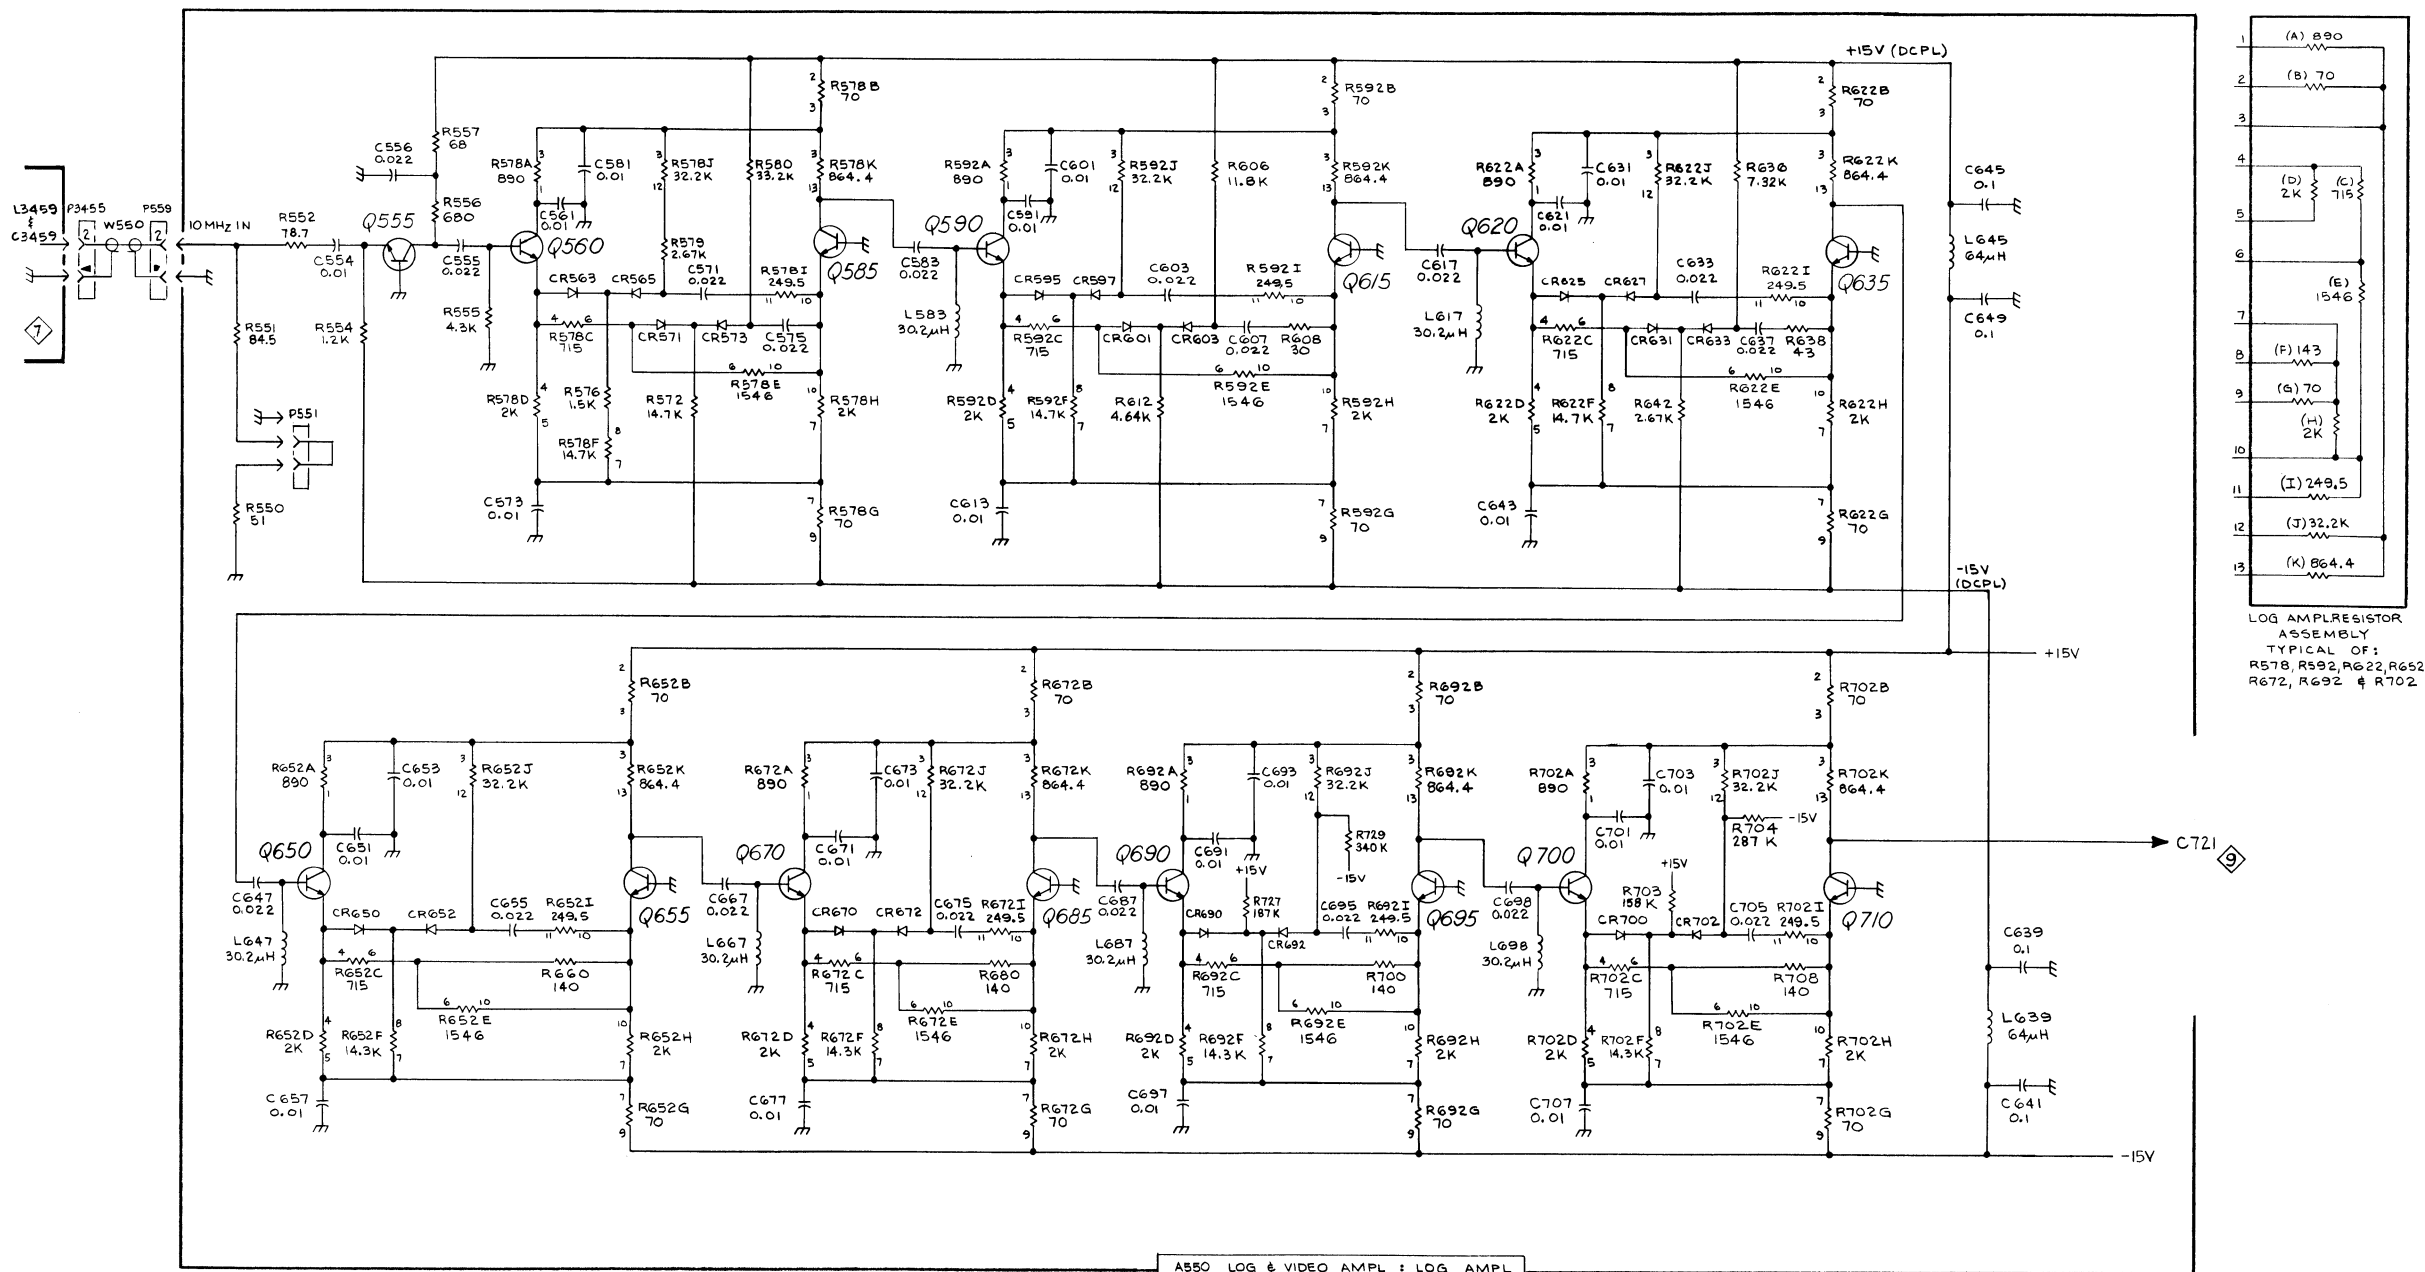 +15V (DCPL)
R578B
70
R592B
70
R622B
70
R557
68
C556
0.022
R556
680
R578A
890
C581
0.01
R578J
32.2K
R580
33.2K
R578K
864.4
C561
0.01
R592A
890
C601
0.01
R592J
32.2K
R606
11.8K
R592K
864.4
C591
0.01
R622A
890
C631
0.01
R622J
32.2K
R636
7.32K
R622K
864.4
C621
0.01
C645
0.1
L3459
&
C3459
P3455
W550
P559
10 MHz IN
R552
78.7
C554
0.01
Q555
C555
0.022
Q560
R579
2.67K
Q585
C583
0.022
Q590
Q615
C617
0.022
Q620
Q635
L645
64μH
CR563
CR565
C571
0.022
R578I
249.5
CR595
CR597
C603
0.022
R592I
249.5
CR625
CR627
C633
0.022
R622I
249.5
7
R551
84.5
R554
1.2K
R555
4.3K
R578C
715
CR571
CR573
C575
0.022
L583
30.2μH
R592C
715
CR601
CR603
C607
0.022
R608
30
L617
30.2μH
R622C
715
CR631
CR633
C637
0.022
R638
43
C649
0.1
R578E
1546
R592E
1546
R622E
1546
R578D
2K
R576
1.5K
R572
14.7K
R578H
2K
R592D
2K
R592F
14.7K
R612
4.64K
R592H
2K
R622D
2K
R622F
14.7K
R642
2.67K
R622H
2K
P551
R578F
14.7K
R550
51
C573
0.01
R578G
70
C613
0.01
R592G
70
C643
0.01
R622G
70
-15V
(DCPL)
1 (A) 890
2 (B) 70
3
4
(D)
2K
(C)
715
5
6
(E)
1546
7
8 (F) 143
9 (G) 70
(H)
2K
10
11 (I) 249.5
12 (J) 32.2K
13 (K) 864.4
LOG AMPL.RESISTOR
ASSEMBLY
TYPICAL OF:
R578, R592, R622, R652
R672, R692 & R702
+15V
R652B
70
R672B
70
R692B
70
R702B
70
R652A
890
C653
0.01
R652J
32.2K
R652K
864.4
R672A
890
C673
0.01
R672J
32.2K
R672K
864.4
R692A
890
C693
0.01
R692J
32.2K
R692K
864.4
R702A
890
C703
0.01
R702J
32.2K
R702K
864.4
Q650
C651
0.01
Q670
C671
0.01
Q690
C691
0.01
+15V
R729
340K
-15V
Q700
C701
0.01
R704
287 K
-15V
+15V
R703
158 K
C721
9
C647
0.022
CR650
CR652
C655
0.022
R652I
249.5
Q655
C667
0.022
CR670
CR672
C675
0.022
R672I
249.5
Q685
C687
0.022
CR690
R727
187K
CR692
C695
0.022
R692I
249.5
Q695
C698
0.022
CR700
CR702
C705
0.022
R702I
249.5
Q710
L647
30.2μH
R652C
715
R660
140
L667
30.2μH
R672C
715
R680
140
L687
30.2μH
R692C
715
R700
140
L698
30.2μH
R702C
715
R708
140
C639
0.1
R652E
1546
R672E
1546
R692E
1546
R702E
1546
R652D
2K
R652F
14.3K
R652H
2K
R672D
2K
R672F
14.3K
R672H
2K
R692D
2K
R692F
14.3K
R692H
2K
R702D
2K
R702F
14.3K
R702H
2K
L639
64μH
C657
0.01
R652G
70
C677
0.01
R672G
70
C697
0.01
R692G
70
C707
0.01
R702G
70
C641
0.1
-15V
A550 LOG & VIDEO AMPL : LOG AMPL